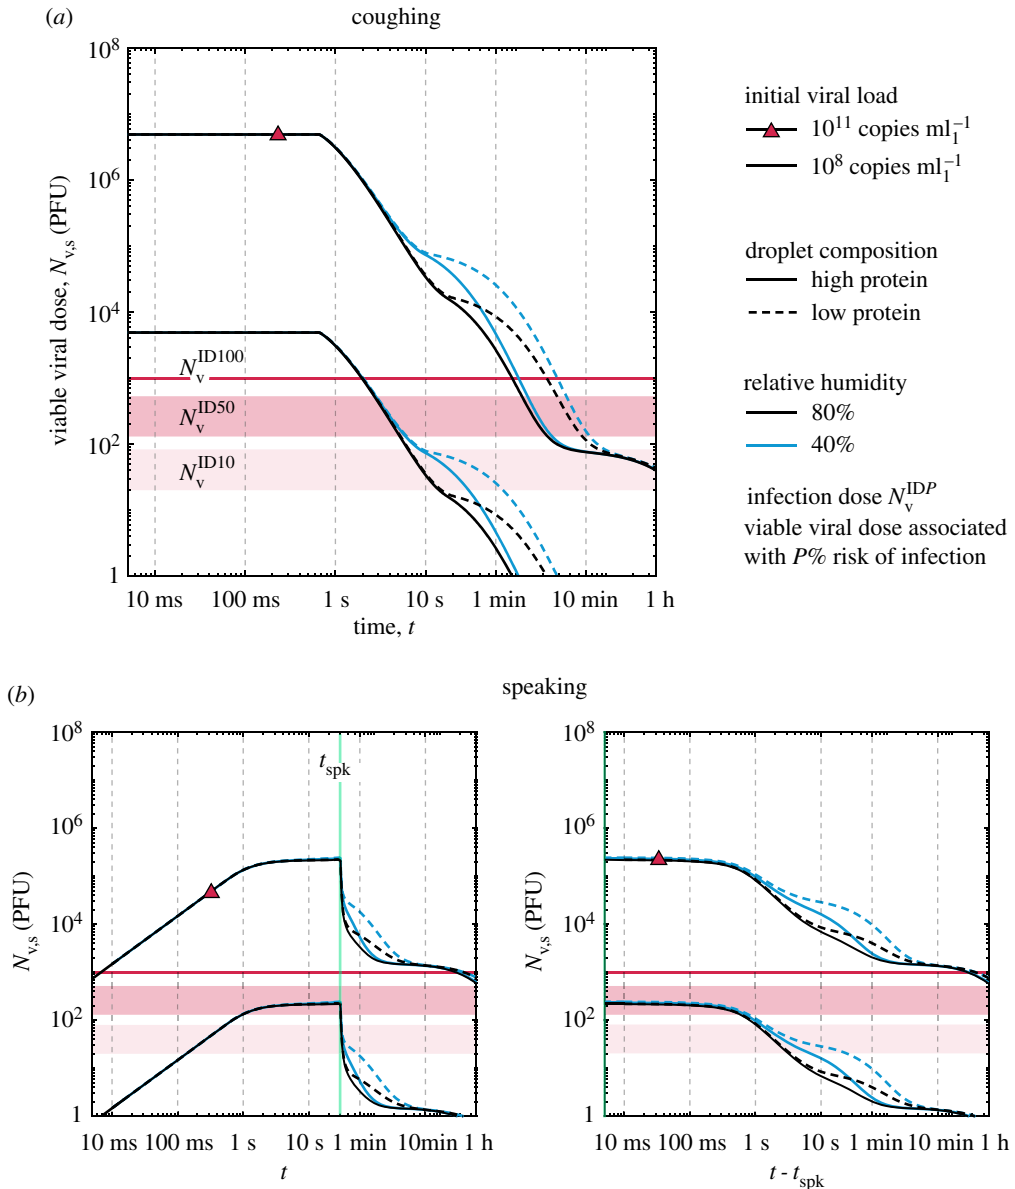 (a)
coughing
10^8
10^6
10^4
10^2
1
viable viral dose, N_v,s (PFU)
N_v^ID100
N_v^ID50
N_v^ID10
10 ms 100 ms 1 s 10 s 1 min 10 min 1 h
time, t
initial viral load
10^11 copies ml_1^−1
10^8 copies ml_1^−1
droplet composition
high protein
low protein
relative humidity
80%
40%
infection dose N_v^IDP
viable viral dose associated
with P% risk of infection
(b)
speaking
10^8
10^6
10^4
10^2
1
N_v,s (PFU)
t_spk
10 ms 100 ms 1 s 10 s 1 min 10min 1 h
t
10^8
10^6
10^4
10^2
1
N_v,s (PFU)
10 ms 100 ms 1 s 10 s 1 min 10 min 1 h
t - t_spk